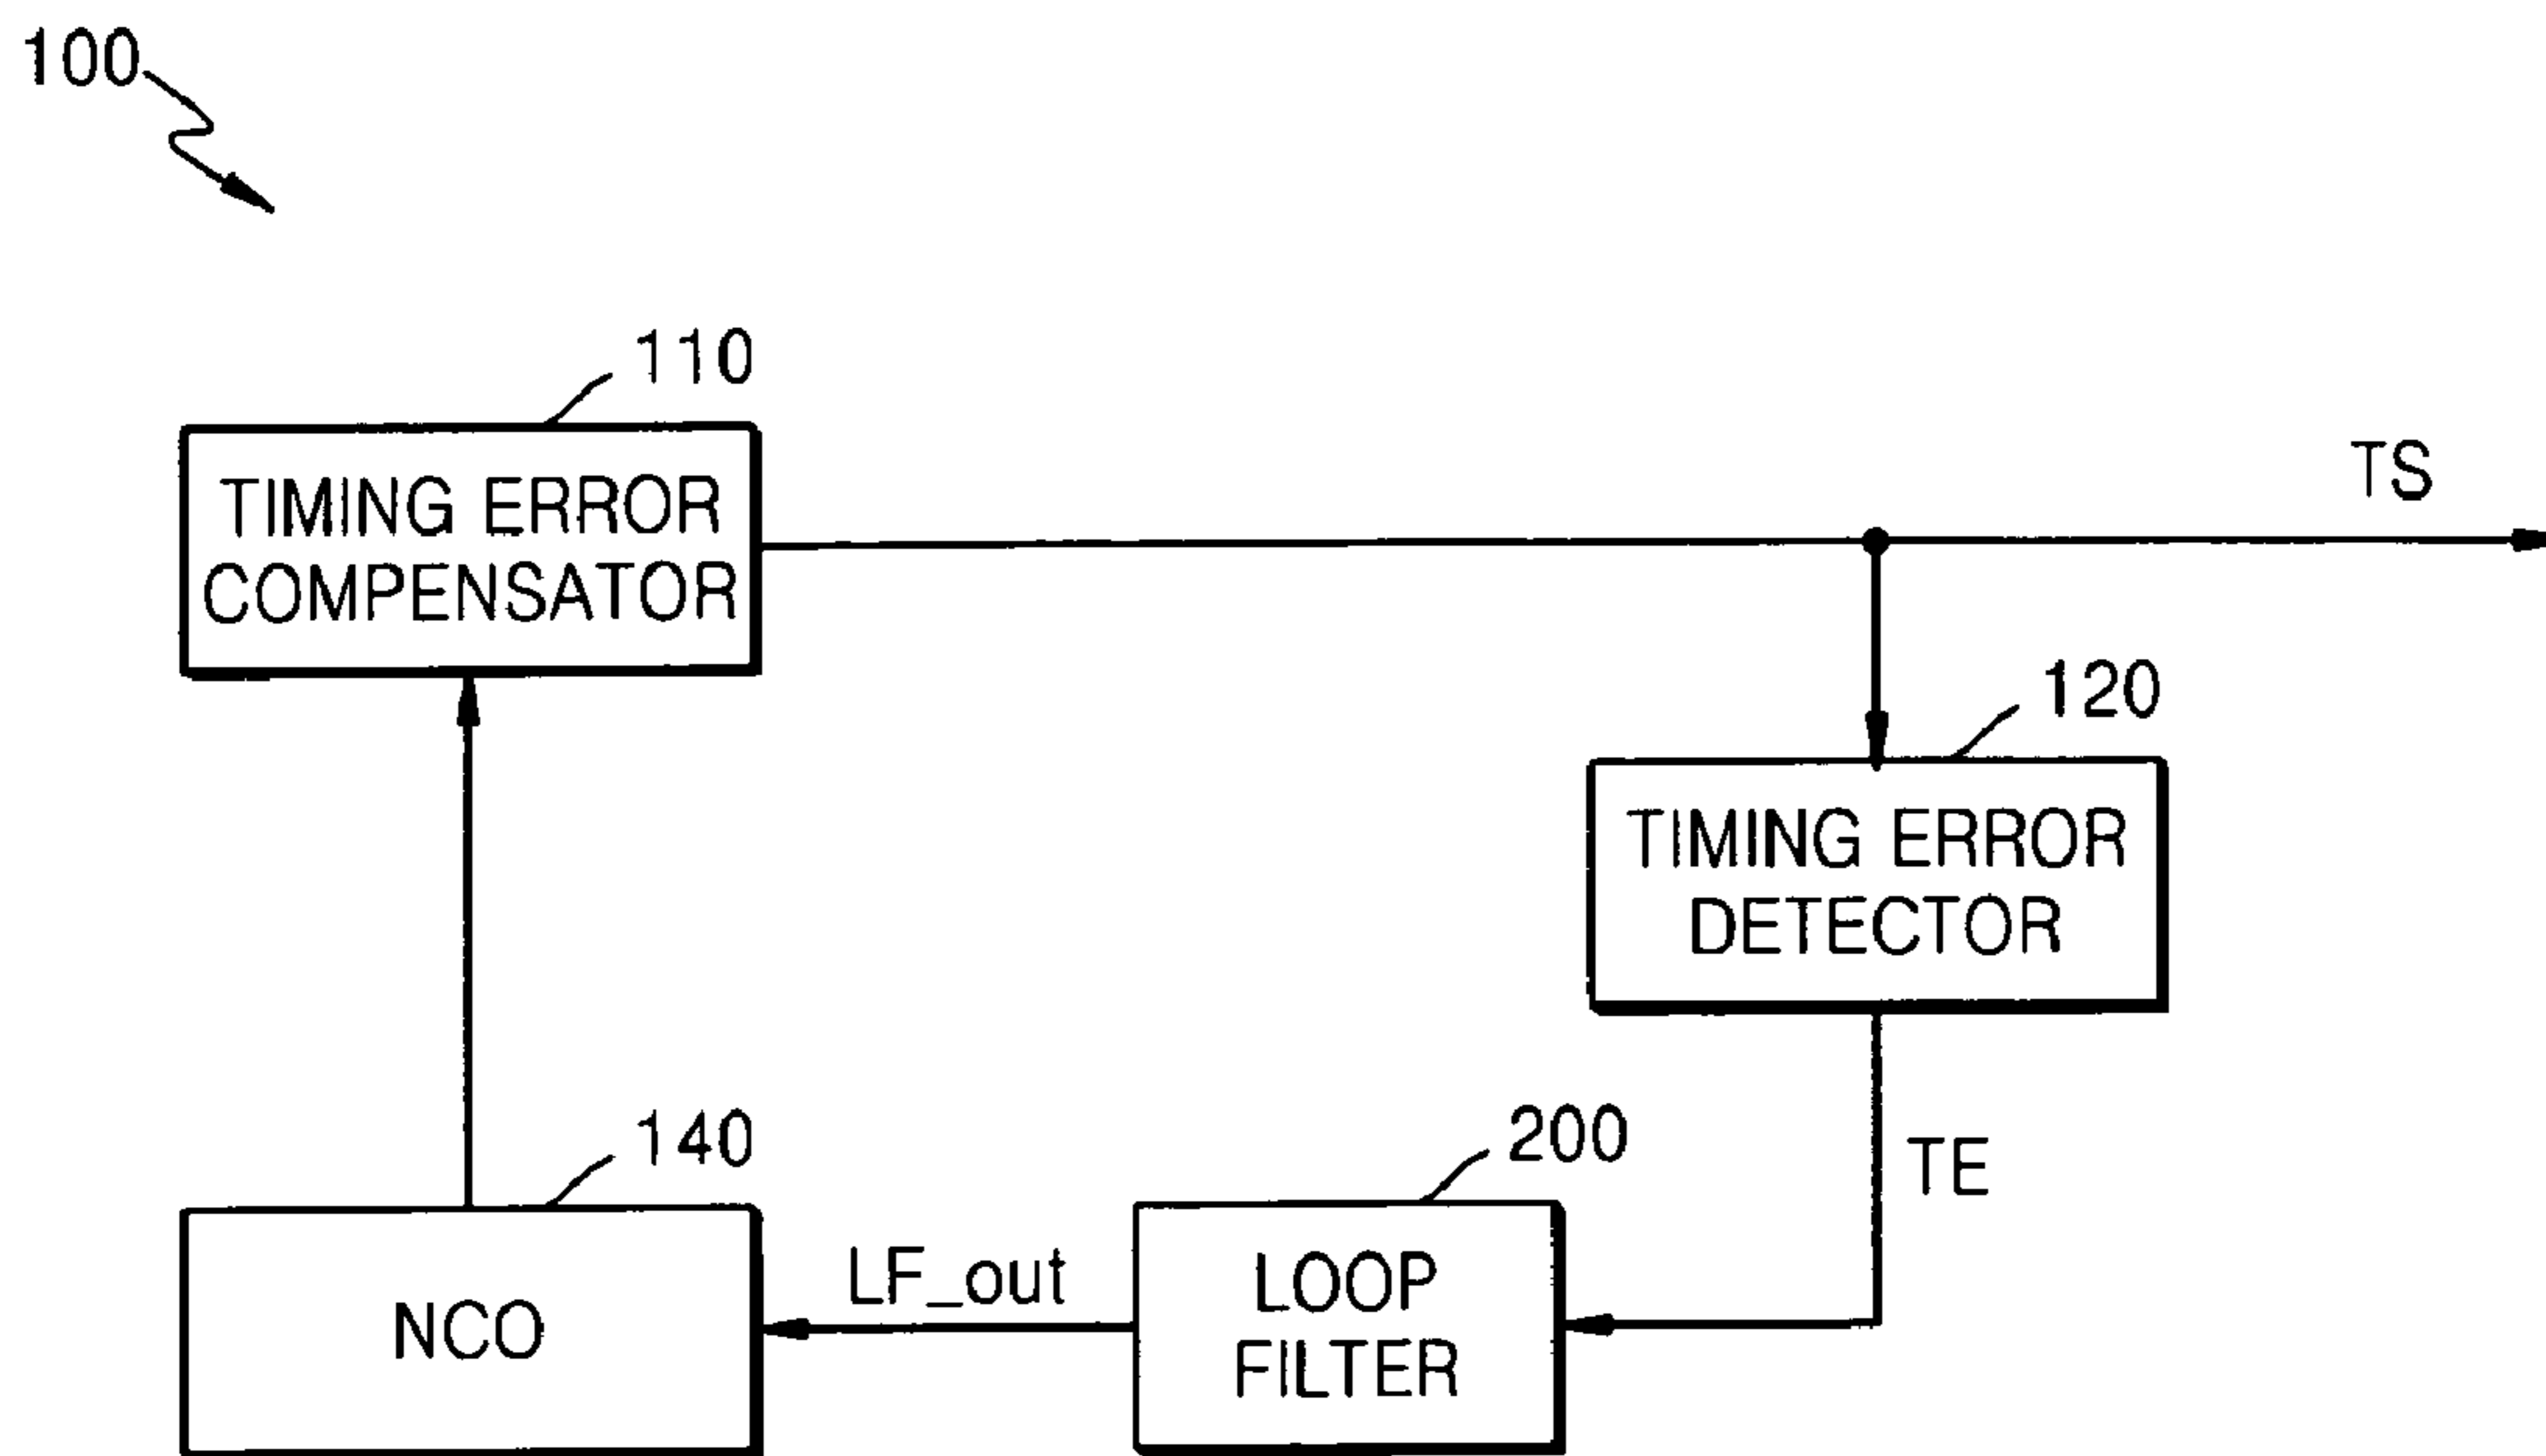 100
110
TIMING ERROR
COMPENSATOR
TS
120
TIMING ERROR
DETECTOR
TE
140
NCO
LF_out
200
LOOP
FILTER